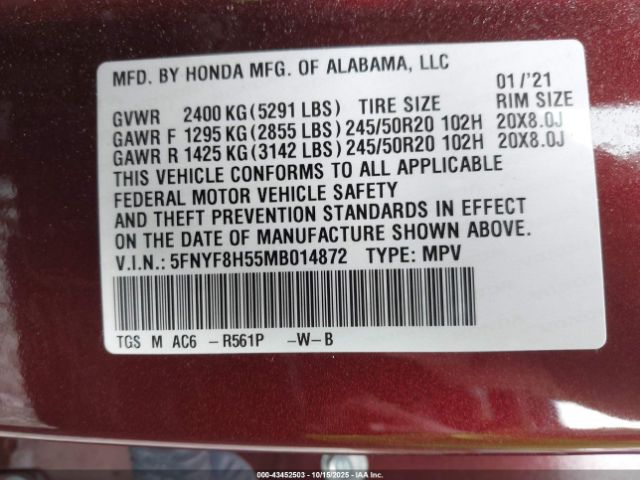 MFD. BY HONDA MFG. OF ALABAMA, LLC
01/'21
GVWR 2400 KG (5291 LBS) TIRE SIZE RIM SIZE
GAWR F 1295 KG (2855 LBS) 245/50R20 102H 20X8.0J
GAWR R 1425 KG (3142 LBS) 245/50R20 102H 20X8.0J
THIS VEHICLE CONFORMS TO ALL APPLICABLE
FEDERAL MOTOR VEHICLE SAFETY
AND THEFT PREVENTION STANDARDS IN EFFECT
ON THE DATE OF MANUFACTURE SHOWN ABOVE.
V.I.N.: 5FNYF8H55MB014872 TYPE: MPV
TGS M AC6 -R561P -W-B
000-43452503 - 10/15/2025 - IAAI.COM